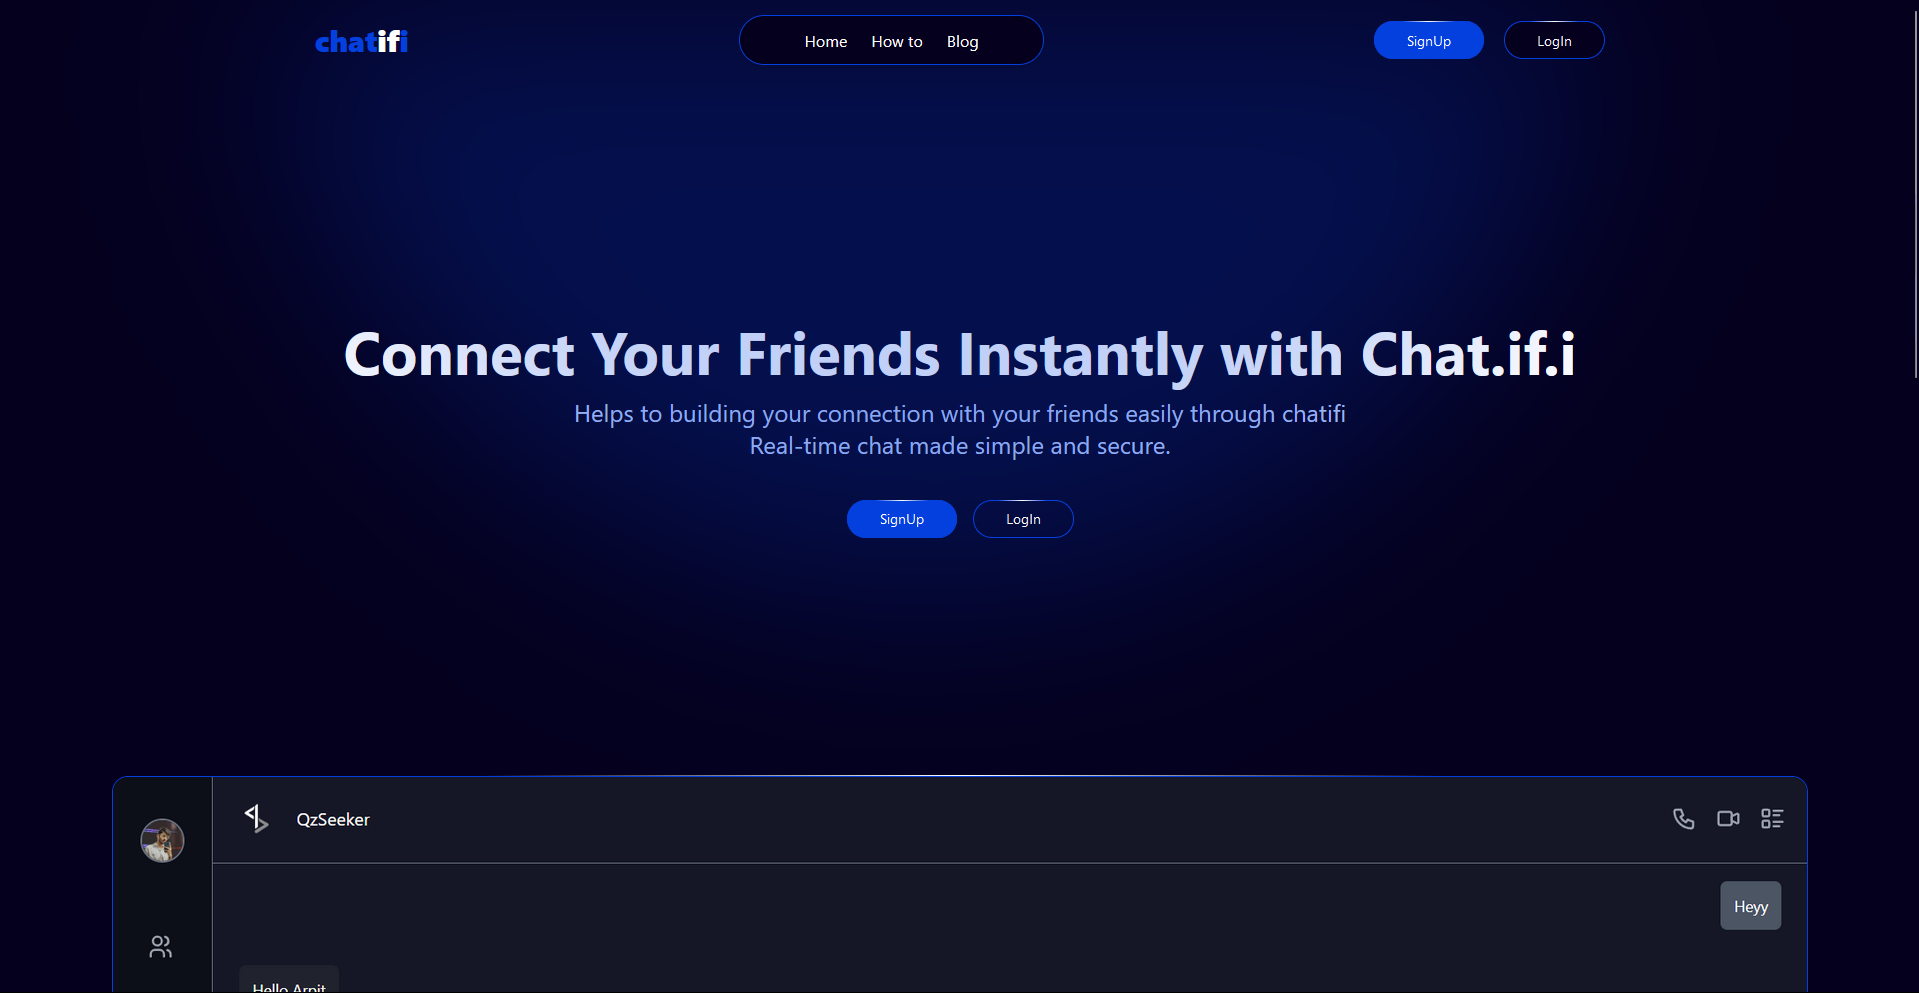 chatifi
Home How to Blog
SignUp LogIn
Connect Your Friends Instantly with Chat.if.i
Helps to building your connection with your friends easily through chatifi
Real-time chat made simple and secure.
SignUp LogIn
QzSeeker
Heyy
Hello Arpit